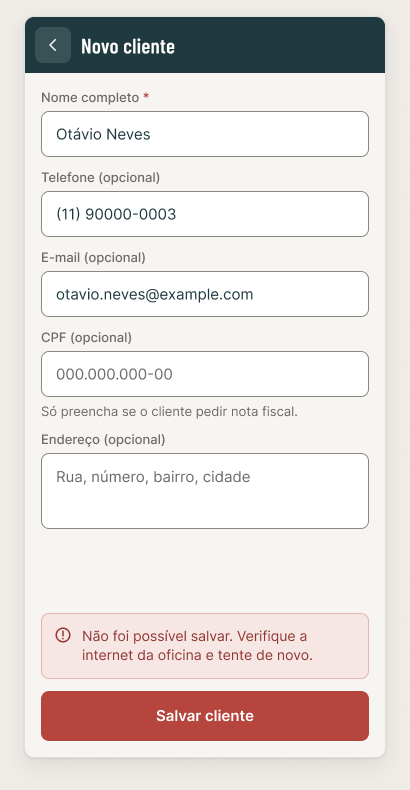 Novo cliente
Nome completo *
Otávio Neves
Telefone (opcional)
(11) 90000-0003
E-mail (opcional)
otavio.neves@example.com
CPF (opcional)
000.000.000-00
Só preencha se o cliente pedir nota fiscal.
Endereço (opcional)
Rua, número, bairro, cidade
Não foi possível salvar. Verifique a
internet da oficina e tente de novo.
Salvar cliente